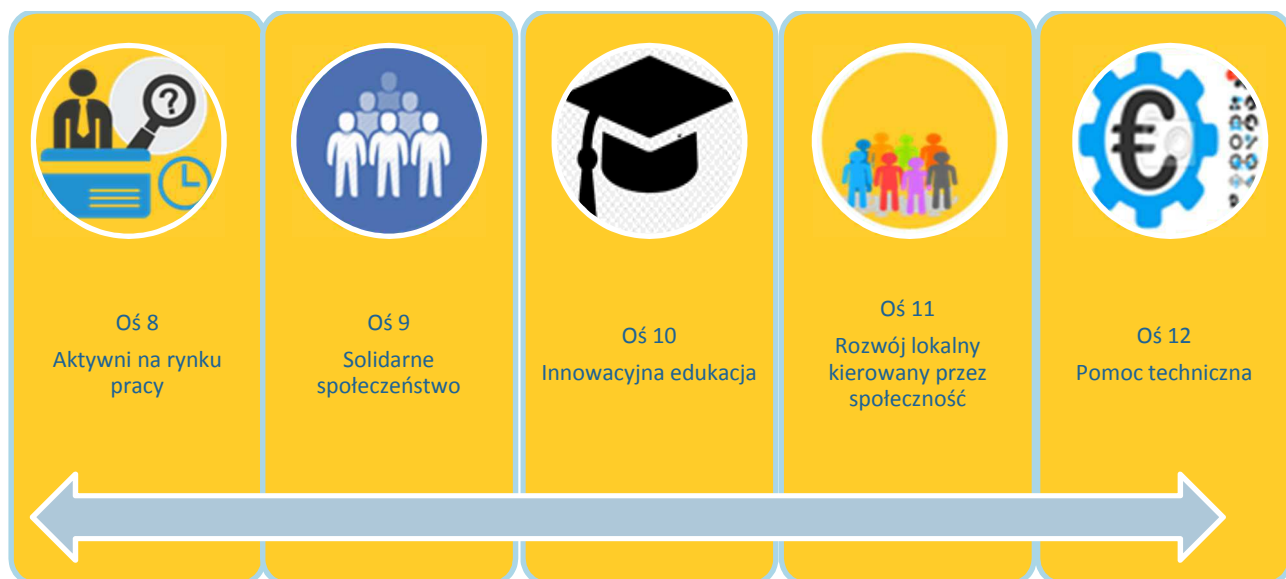 Oś 8
Aktywni na rynku
pracy
Oś 9
Solidarne
społeczeństwo
Oś 10
Innowacyjna edukacja
Oś 11
Rozwój lokalny
kierowany przez
społeczność
Oś 12
Pomoc techniczna